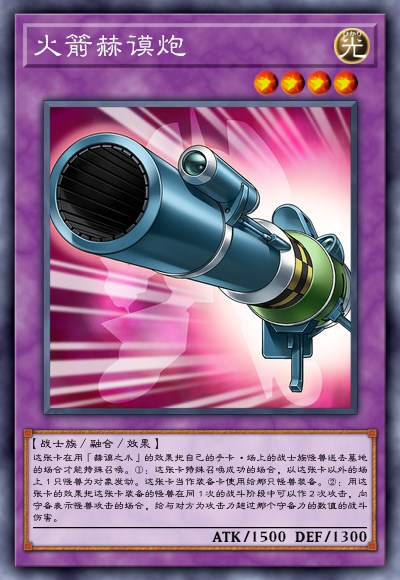 火箭赫谟炮
光
【战士族／融合／效果】
这张卡在用「赫谟之爪」的效果把自己的手卡・场上的战士族怪兽送去墓地
的场合才能特殊召唤。①：这张卡特殊召唤成功的场合，以这张卡以外的场
上1只怪兽为对象发动。这张卡当作装备卡使用给那只怪兽装备。②：用这
张卡的效果把这张卡装备的怪兽在同1次的战斗阶段中可以作2次攻击，向
守备表示怪兽攻击的场合，给与对方为攻击力超过那个守备力的数值的战斗
伤害。
ATK/1500 DEF/1300